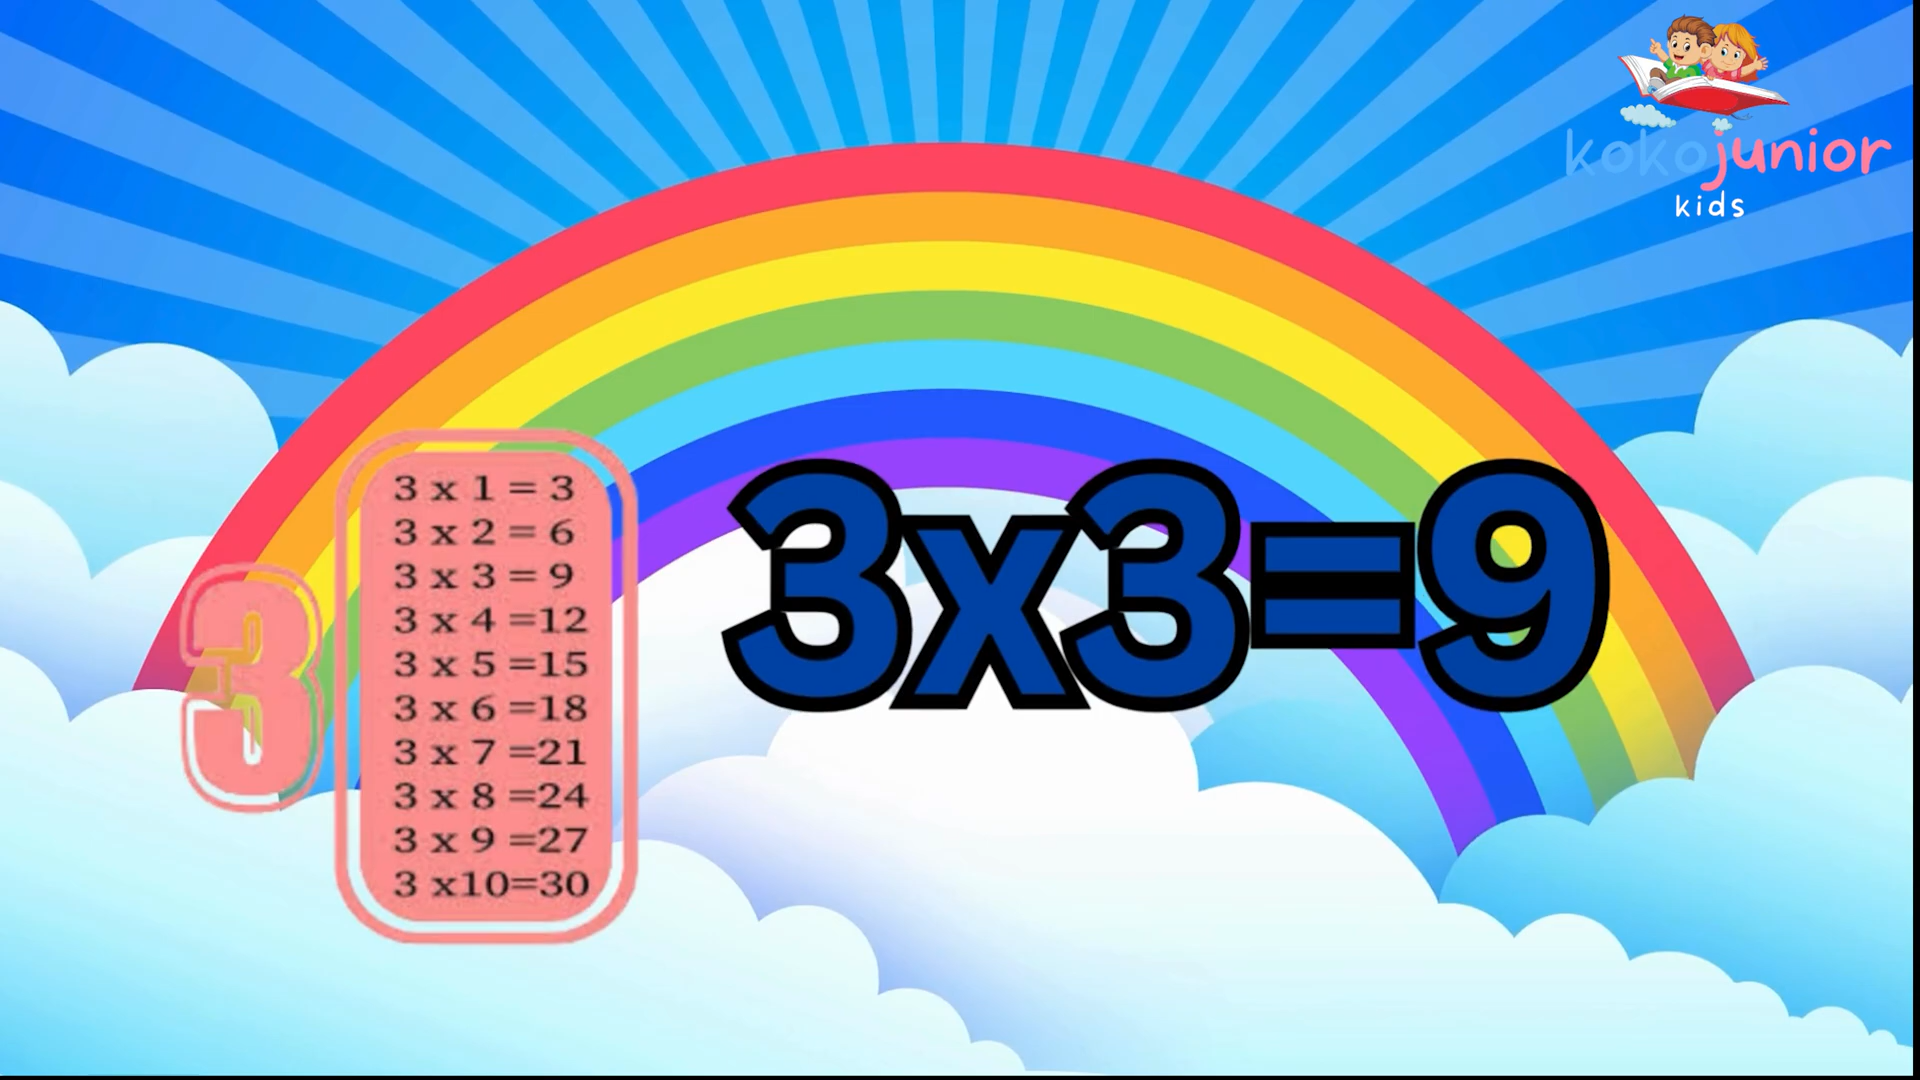 kokojunior
kids
3
3 x 1 = 3
3 x 2 = 6
3 x 3 = 9
3 x 4 =12
3 x 5 =15
3 x 6 =18
3 x 7 =21
3 x 8 =24
3 x 9 =27
3 x10=30
3x3=9